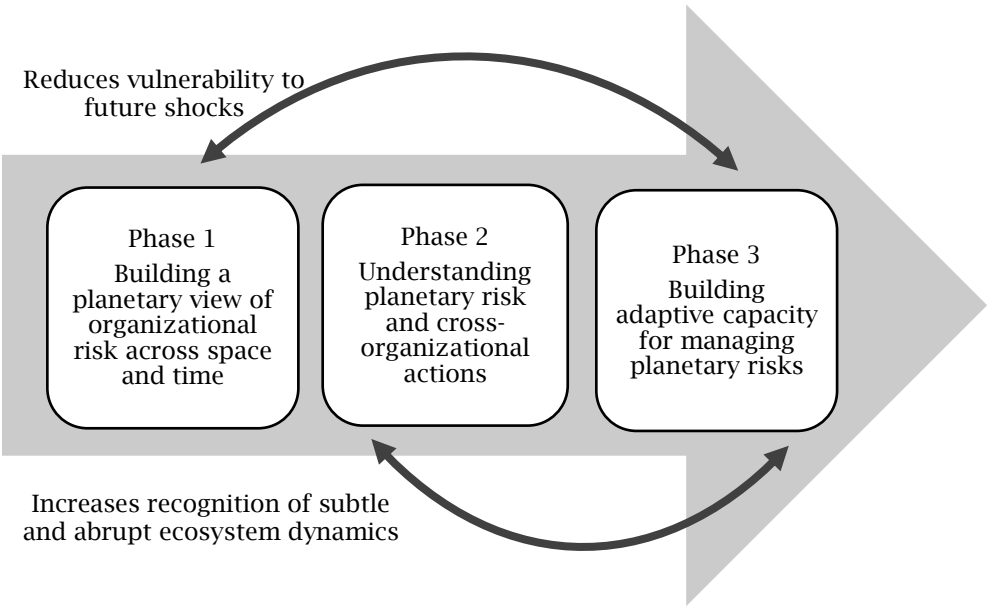 Reduces vulnerability to
future shocks
Phase 1
Building a
planetary view of
organizational
risk across space
and time
Phase 2
Understanding
planetary risk
and cross-
organizational
actions
Phase 3
Building
adaptive capacity
for managing
planetary risks
Increases recognition of subtle
and abrupt ecosystem dynamics